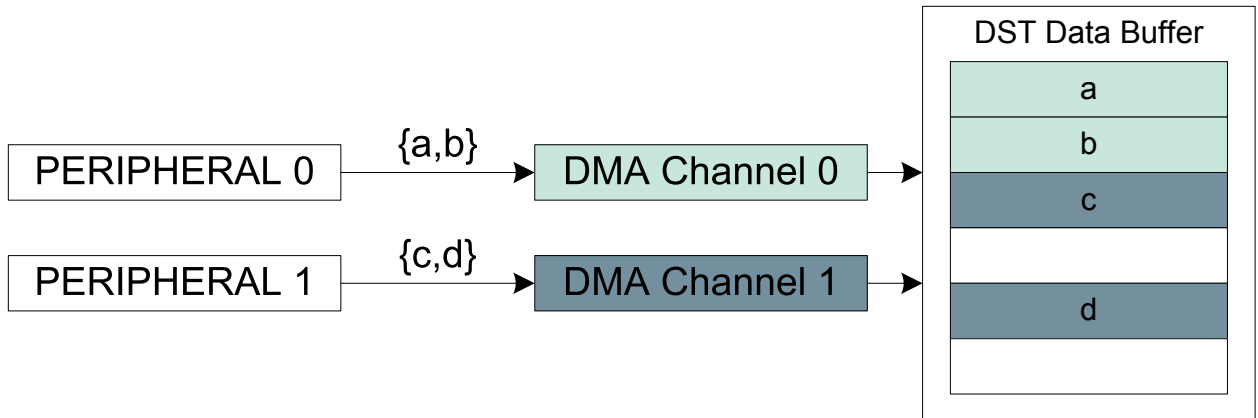 DST Data Buffer
a
b
c
d
PERIPHERAL 0
{a,b}
DMA Channel 0
PERIPHERAL 1
{c,d}
DMA Channel 1